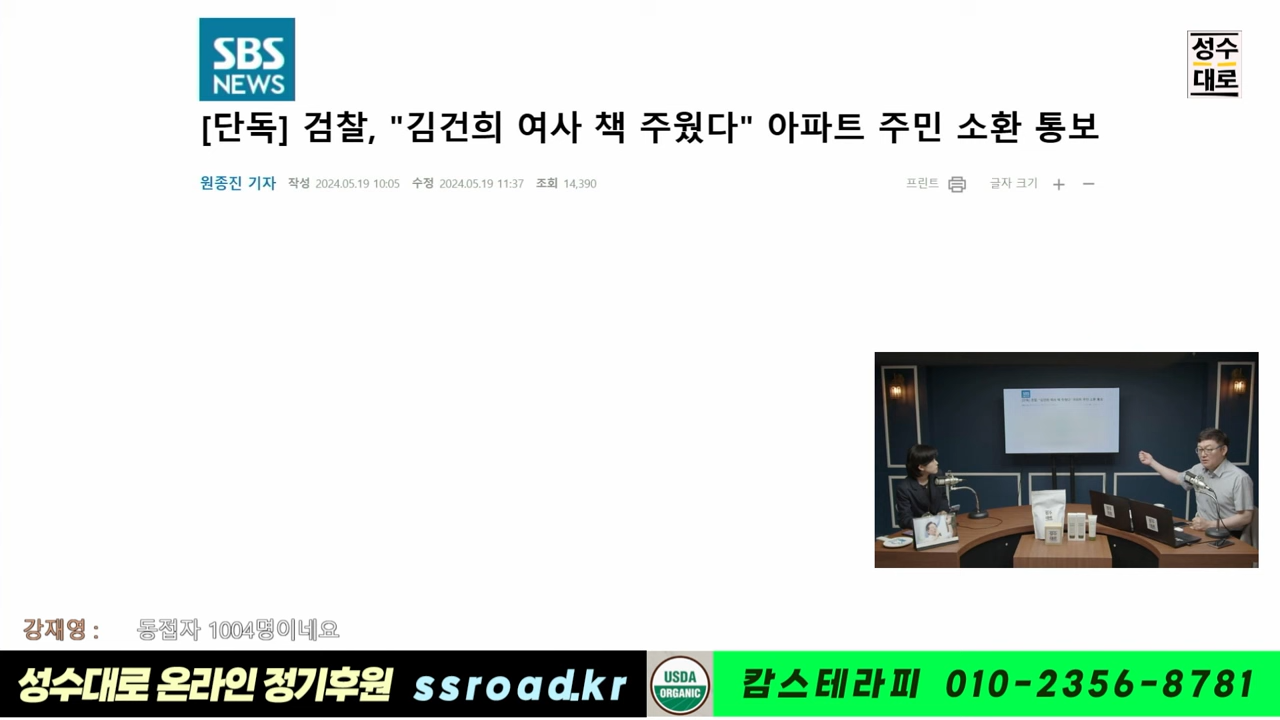 SBS
NEWS
성수
대로
[단독] 검찰, "김건희 여사 책 주웠다" 아파트 주민 소환 통보
원종진 기자 작성 2024.05.19 10:05 수정 2024.05.19 11:37 조회 14,390
프린트 글자 크기 + −
강재영 : 동접자 1004명이네요
성수대로 온라인 정기후원 ssroad.kr
USDA
ORGANIC
캄스테라피 010-2356-8781